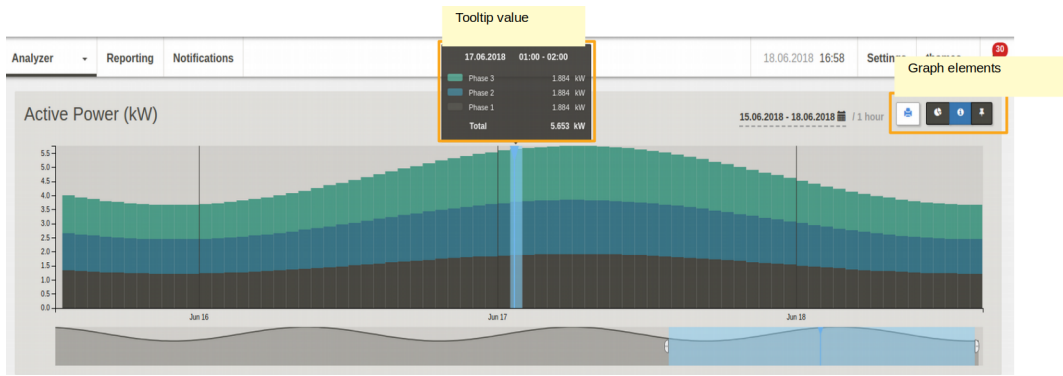 Tooltip value
Analyzer Reporting Notifications
17.06.2018 01:00 - 02:00
Phase 3 1.884 kW
Phase 2 1.884 kW
Phase 1 1.884 kW
Total 5.653 kW
18.06.2018 16:58
30
Graph elements
Active Power (kW)
15.06.2018 - 18.06.2018 / 1 hour
5.5
5.0
4.5
4.0
3.5
3.0
2.5
2.0
1.5
1.0
0.5
0.0
Jun 16 Jun 17 Jun 18